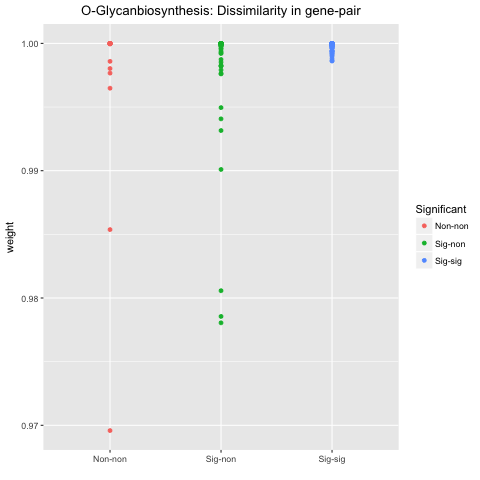 O-Glycanbiosynthesis: Dissimilarity in gene-pair
1.00
0.99
0.98
0.97
weight
Non-non
Sig-non
Sig-sig
Significant
Non-non
Sig-non
Sig-sig